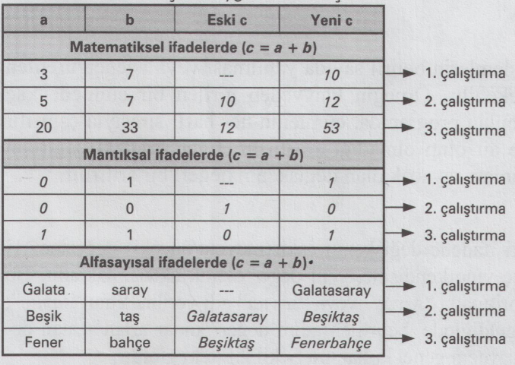 a b Eski c Yeni c
Matematiksel ifadelerde (c = a + b)
3 7 --- 10 1. çalıştırma
5 7 10 12 2. çalıştırma
20 33 12 53 3. çalıştırma
Mantıksal ifadelerde (c = a + b)
0 1 --- 1 1. çalıştırma
0 0 1 0 2. çalıştırma
1 1 0 1 3. çalıştırma
Alfasayısal ifadelerde (c = a + b)•
Galata saray --- Galatasaray 1. çalıştırma
Beşik taş Galatasaray Beşiktaş 2. çalıştırma
Fener bahçe Beşiktaş Fenerbahçe 3. çalıştırma